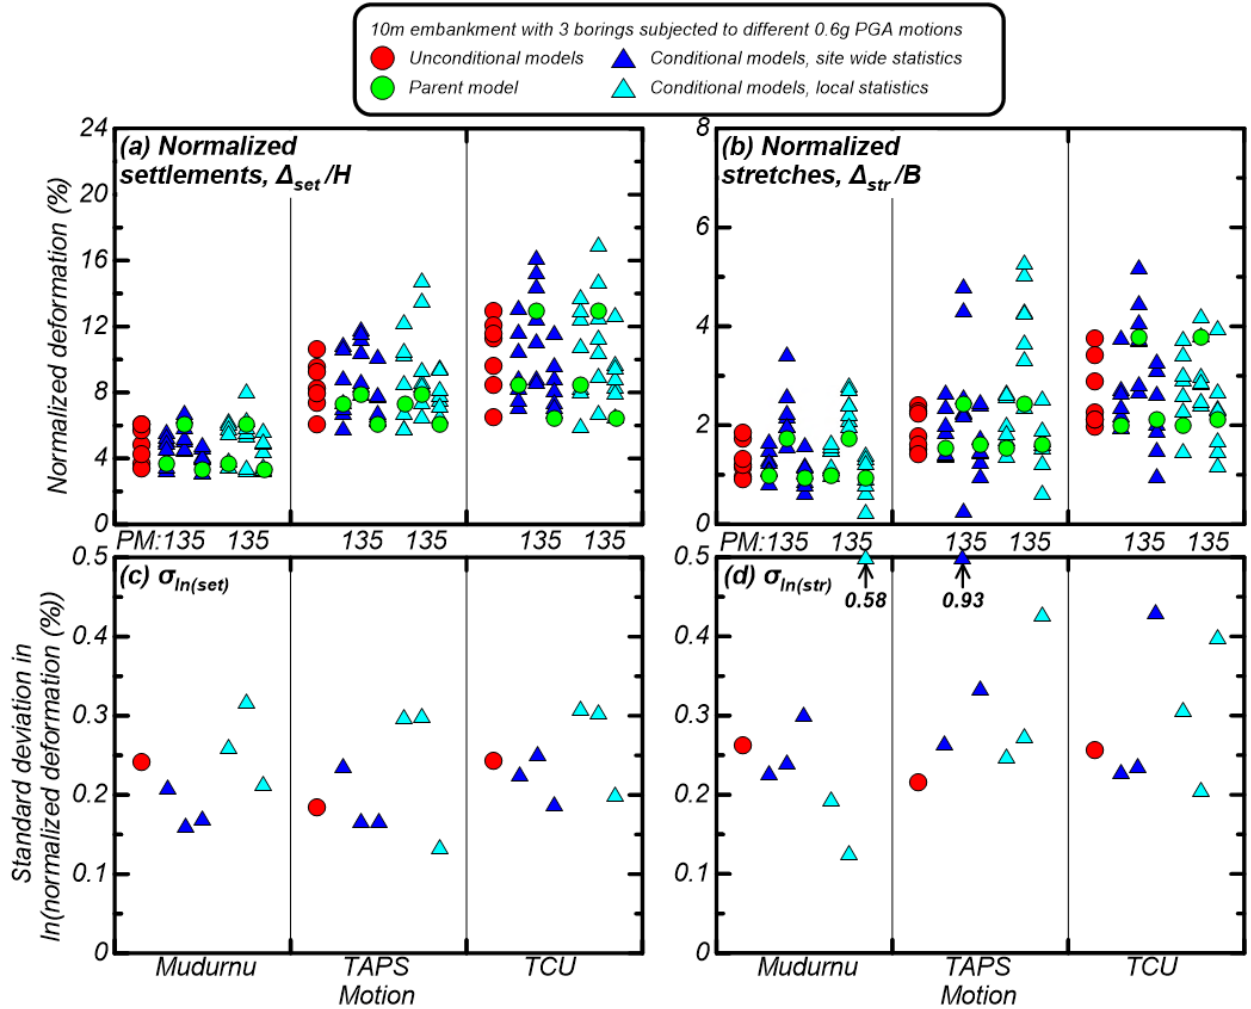 10m embankment with 3 borings subjected to different 0.6g PGA motions
Unconditional models
Conditional models, site wide statistics
Parent model
Conditional models, local statistics
(a) Normalized
settlements, Δset /H
(b) Normalized
stretches, Δstr /B
Normalized deformation (%)
24
20
16
12
8
4
0
8
6
4
2
0
PM:135 135 135 135 135 135
PM:135 135 135 135 135 135
(c) σln(set)
(d) σln(str)
0.58
0.93
Standard deviation in
ln(normalized deformation (%))
0.5
0.4
0.3
0.2
0.1
0
0.5
0.4
0.3
0.2
0.1
0
Mudurnu TAPS TCU
Motion
Mudurnu TAPS TCU
Motion